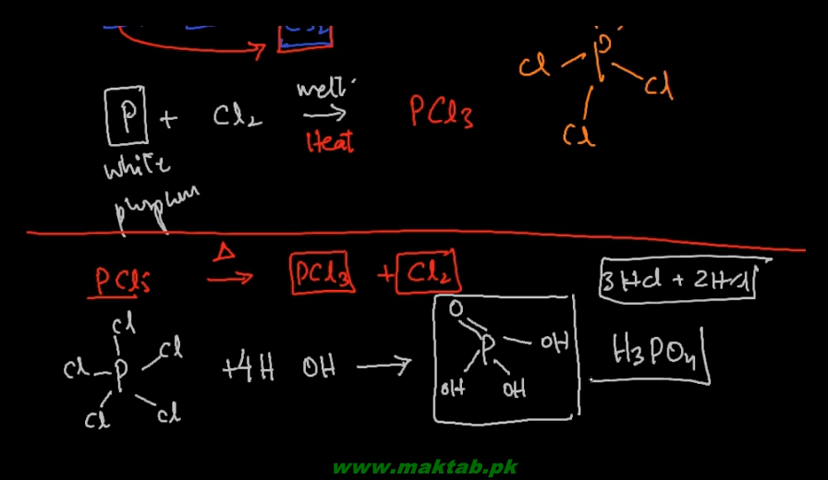 Cl2
P + Cl2 melt. Heat PCl3
white
P Cl Cl Cl
PCl5 Δ PCl3 + Cl2
3HCl + 2HCl
Cl Cl Cl P Cl Cl + 4H OH O P OH OH OH
H3PO4
www.maktab.pk